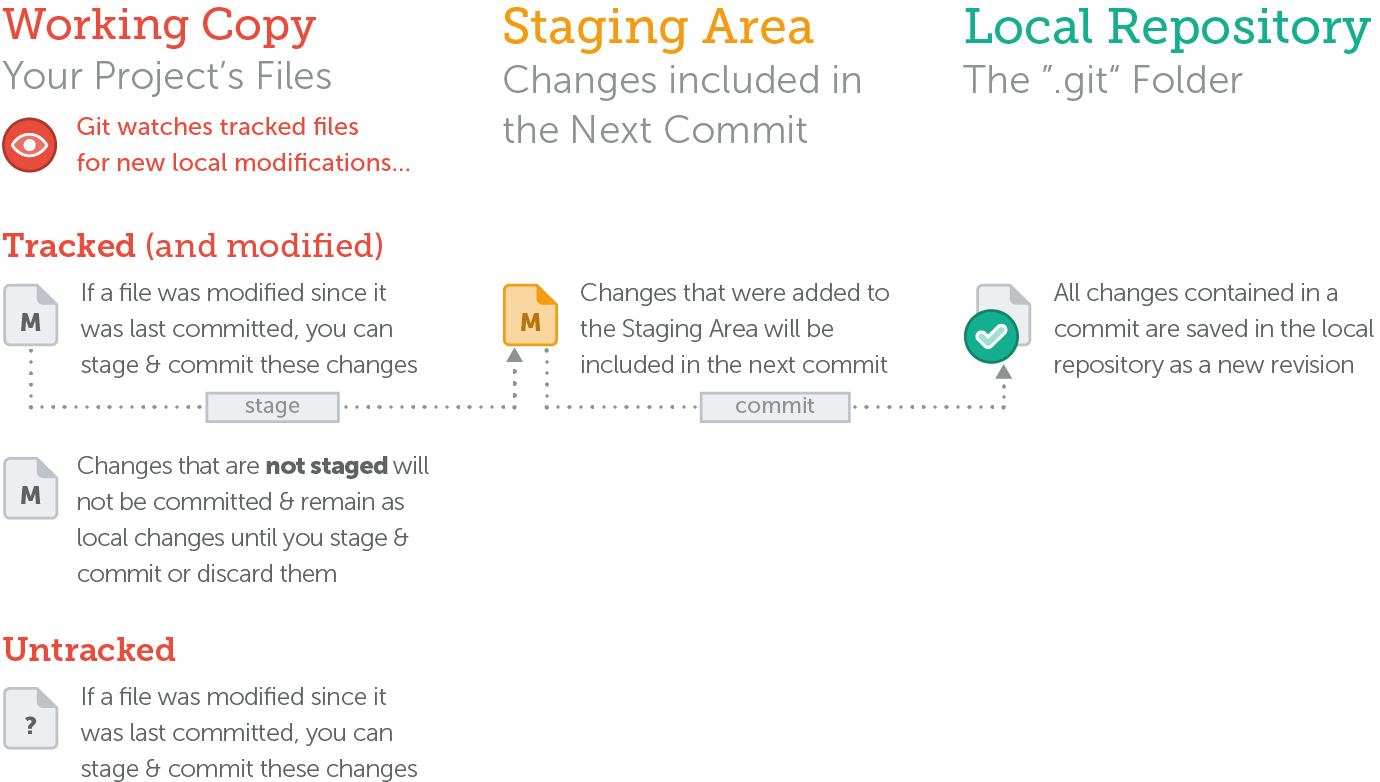 Working Copy
Your Project's Files
Git watches tracked files
for new local modifications...
Staging Area
Changes included in
the Next Commit
Local Repository
The ”.git“ Folder
Tracked (and modified)
M
If a file was modified since it
was last committed, you can
stage & commit these changes
stage
M
Changes that were added to
the Staging Area will be
included in the next commit
commit
All changes contained in a
commit are saved in the local
repository as a new revision
M
Changes that are not staged will
not be committed & remain as
local changes until you stage &
commit or discard them
Untracked
?
If a file was modified since it
was last committed, you can
stage & commit these changes